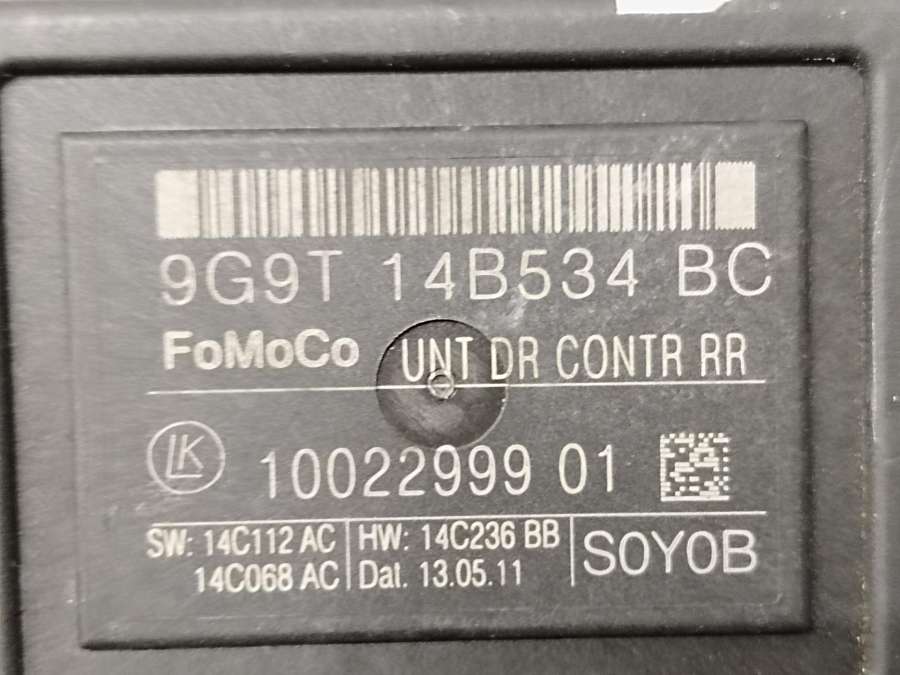 9G9T 14B534 BC
FoMoCo UNT DR CONTR RR
LK 10022999 01
SW: 14C112 AC HW: 14C236 BB S0Y0B
14C068 AC Dat. 13.05.11